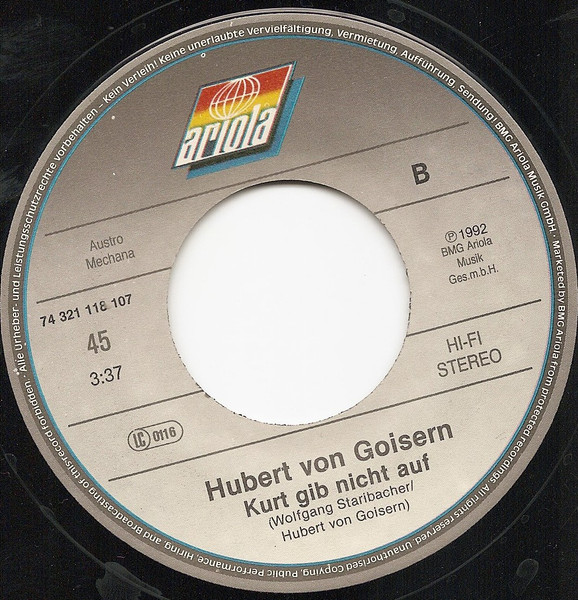 Alle Urheber- und Leistungsschutzrechte vorbehalten – Kein Verleih! Keine unerlaubte Vervielfältigung, Vermietung, Aufführung, Sendung! BMG Ariola Musik GmbH. · Marketed by BMG Ariola
from protected recordings All rights reserved. Unauthorised Copying, Public Performance, Hiring, and Broadcasting of this record forbidden ·
ariola
B
Austro
Mechana
℗ 1992
BMG Ariola
Musik
Ges.m.b.H.
74 321 118 107
45
3:37
HI-FI
STEREO
LC 0116
Hubert von Goisern
Kurt gib nicht auf
(Wolfgang Staribacher/
Hubert von Goisern)